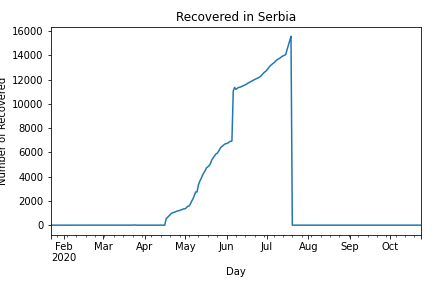 Recovered in Serbia
16000
14000
12000
10000
8000
6000
4000
2000
0
Number of Recovered
Feb Mar Apr May Jun Jul Aug Sep Oct
2020
Day